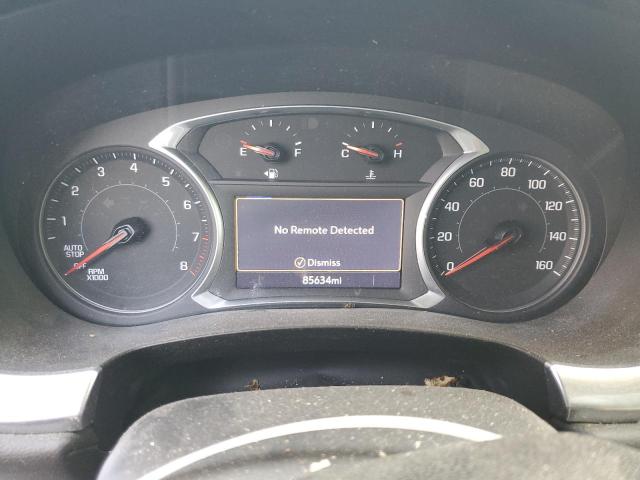 E F C H
1 2 3 4 5 6 7 8
AUTO
STOP
OFF
RPM
X1000
No Remote Detected
Dismiss
85634mi
0 20 40 60 80 100 120 140 160